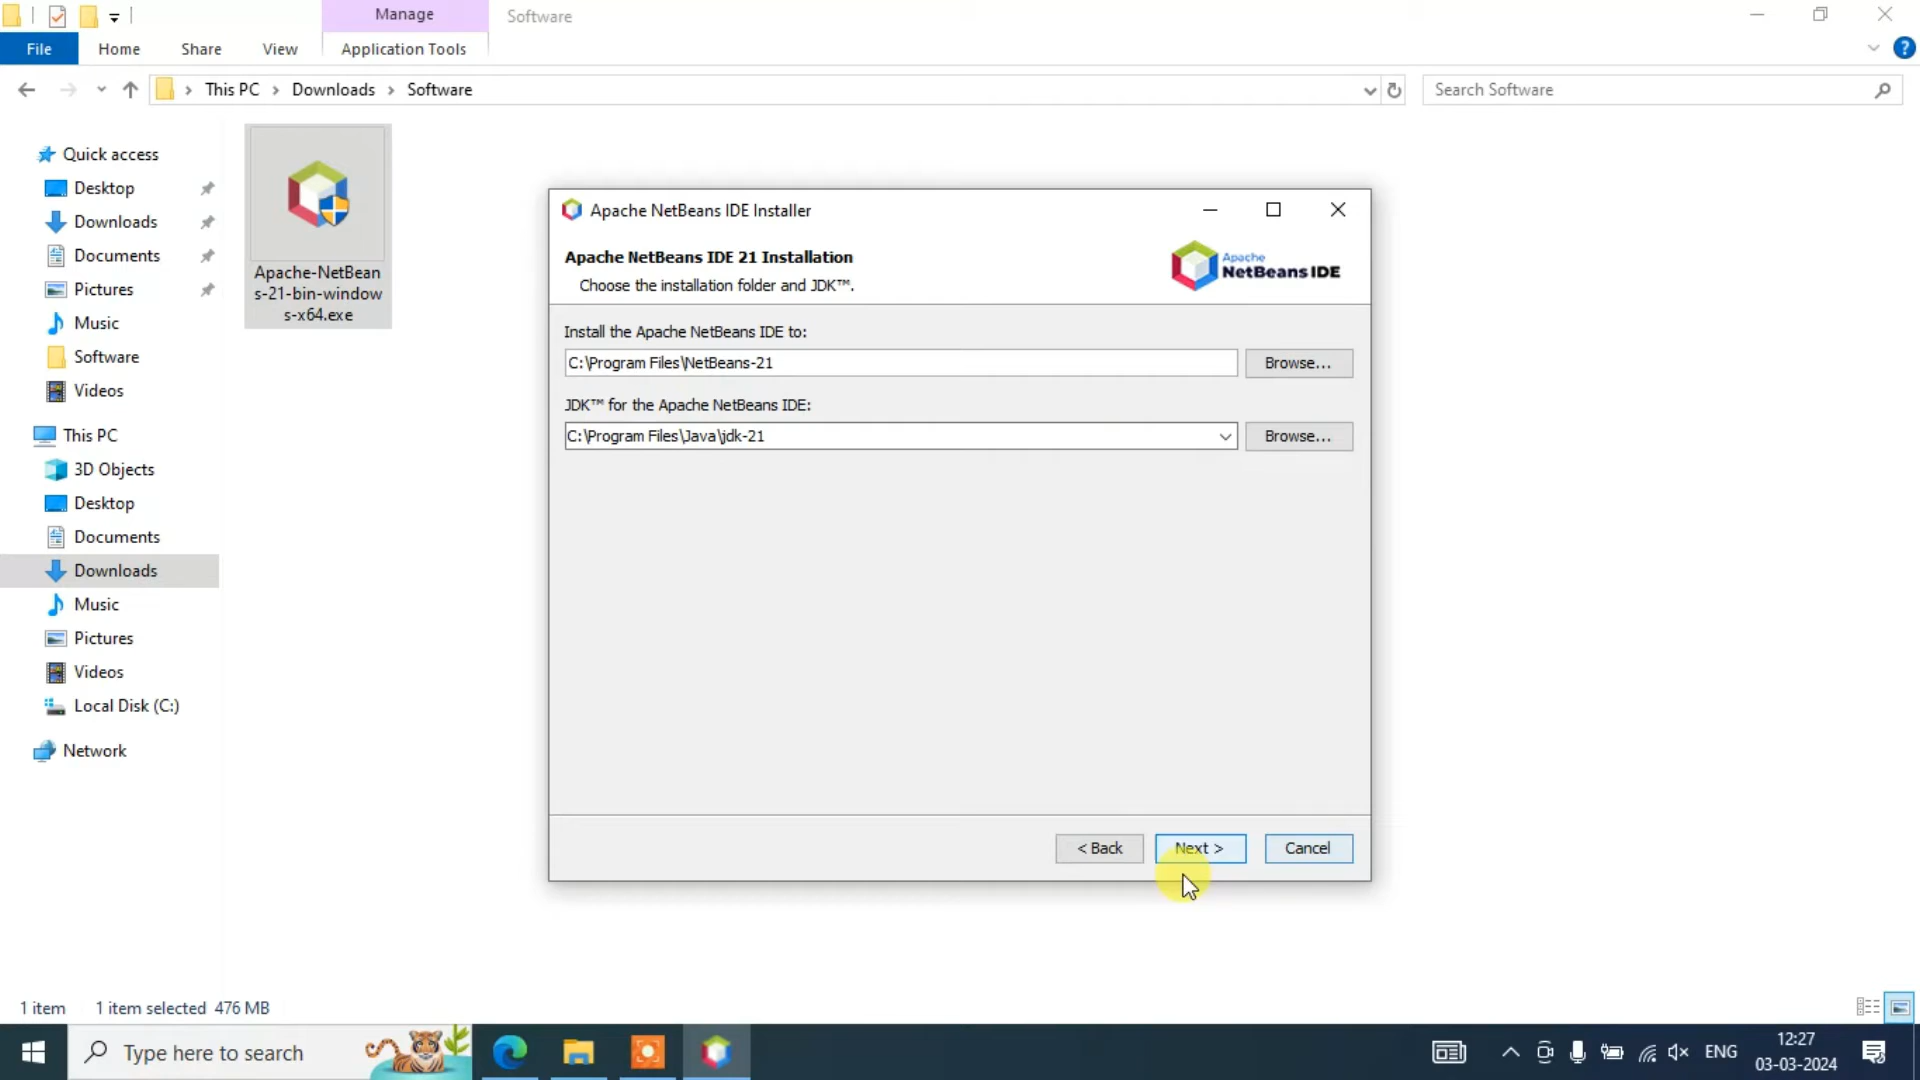 Manage
Software
File
Home
Share
View
Application Tools
This PC
Downloads
Software
Search Software
Quick access
Desktop
Downloads
Documents
Pictures
Music
Software
Videos
This PC
3D Objects
Desktop
Documents
Downloads
Music
Pictures
Videos
Local Disk (C:)
Network
Apache-NetBean
s-21-bin-window
s-x64.exe
Apache NetBeans IDE Installer
Apache NetBeans IDE 21 Installation
Choose the installation folder and JDK™.
Apache
NetBeans IDE
Install the Apache NetBeans IDE to:
C:\Program Files\NetBeans-21
Browse...
JDK™ for the Apache NetBeans IDE:
C:\Program Files\Java\jdk-21
Browse...
< Back
Next >
Cancel
1 item
1 item selected 476 MB
Type here to search
ENG
12:27
03-03-2024